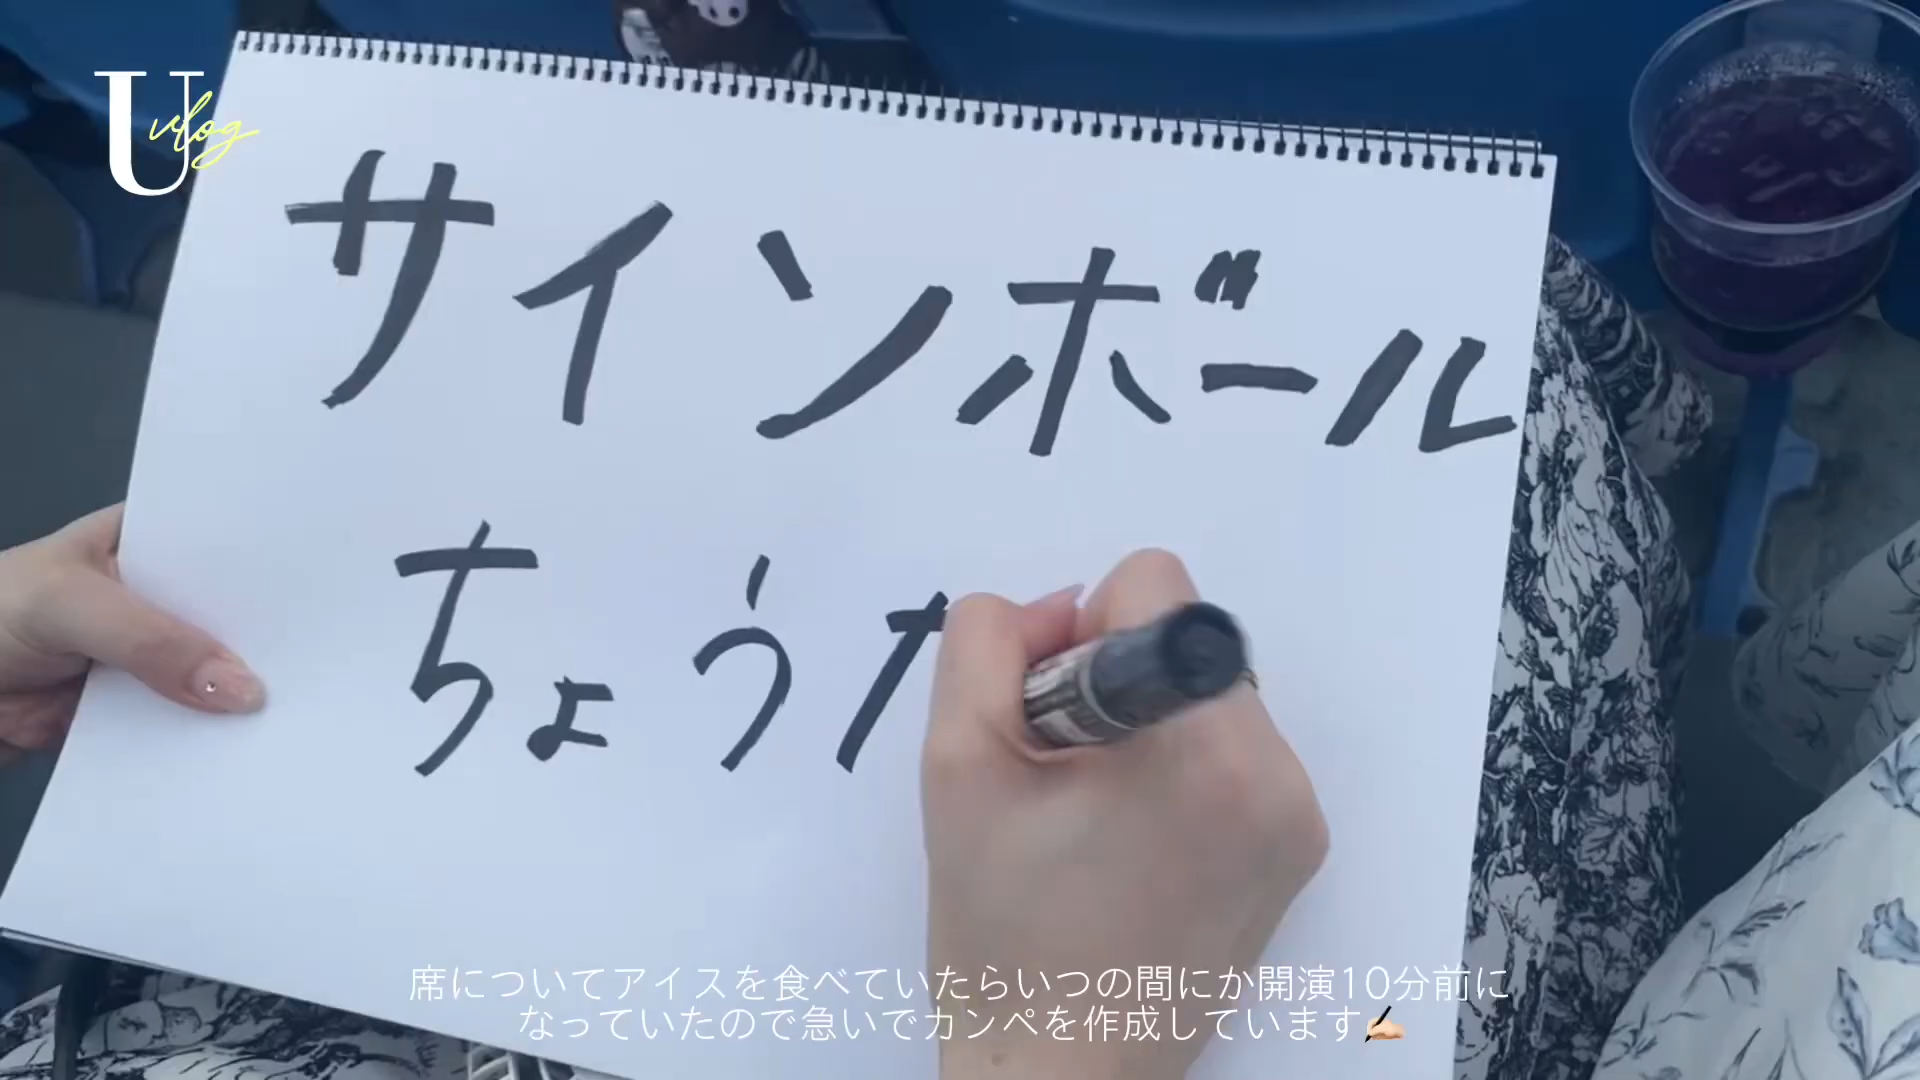 U vlog
サインボール
ちょう
席についてアイスを食べていたらいつの間にか開演10分前に
なっていたので急いでカンペを作成しています✍🏻